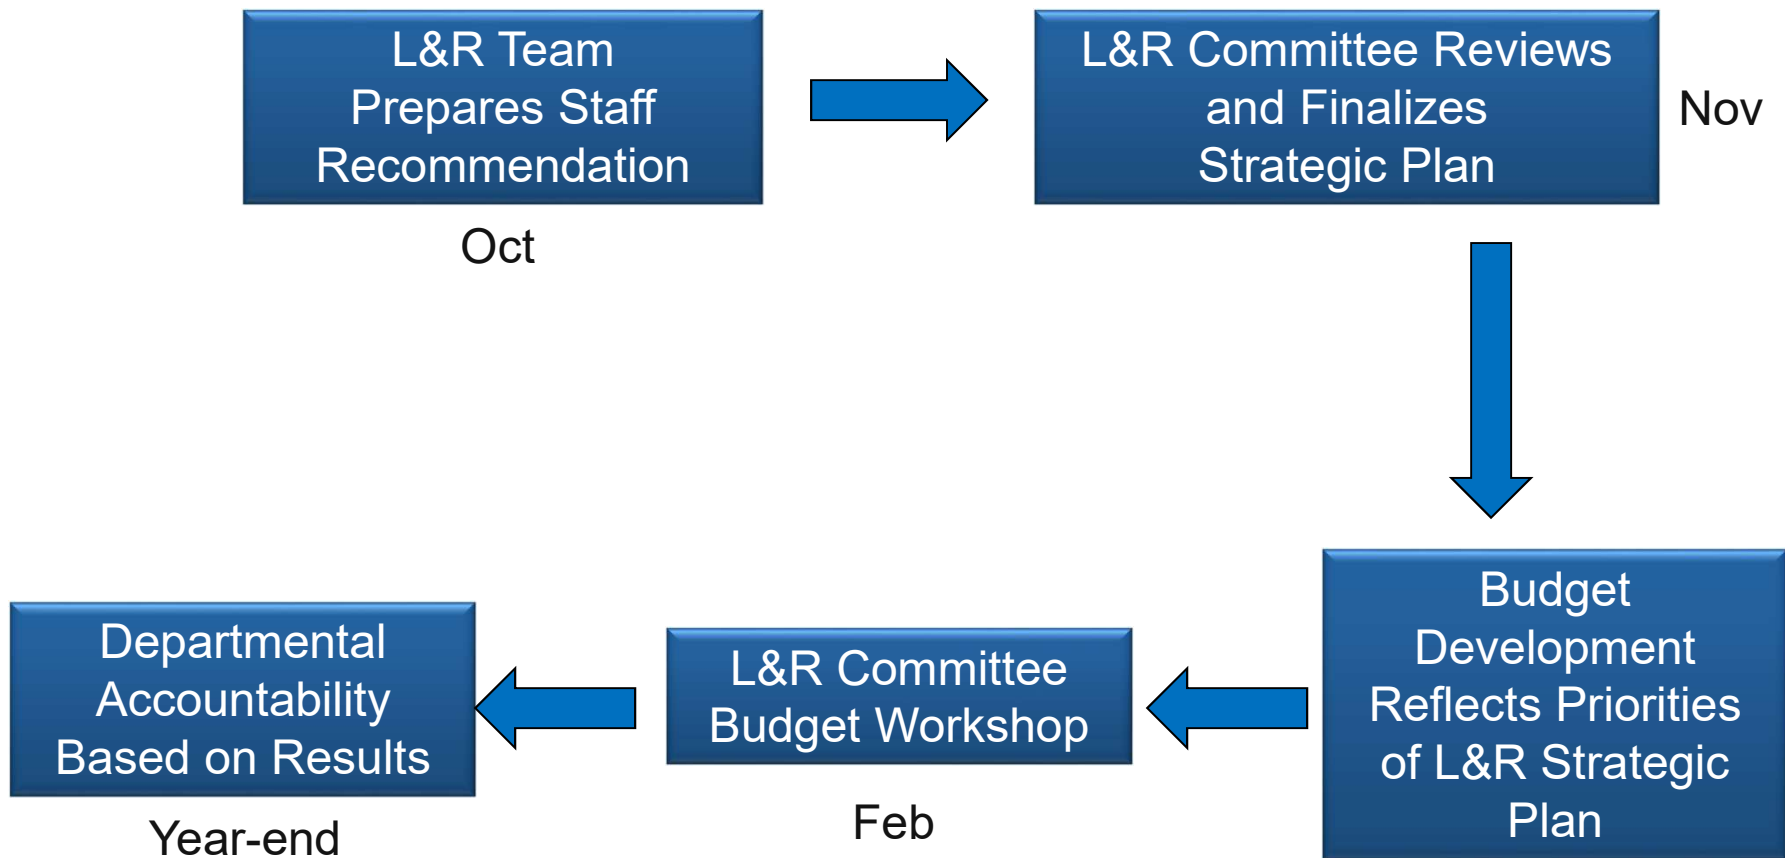 L&R Team
Prepares Staff
Recommendation
Oct
L&R Committee Reviews
and Finalizes
Strategic Plan
Nov
Budget
Development
Reflects Priorities
of L&R Strategic
Plan
L&R Committee
Budget Workshop
Feb
Departmental
Accountability
Based on Results
Year-end